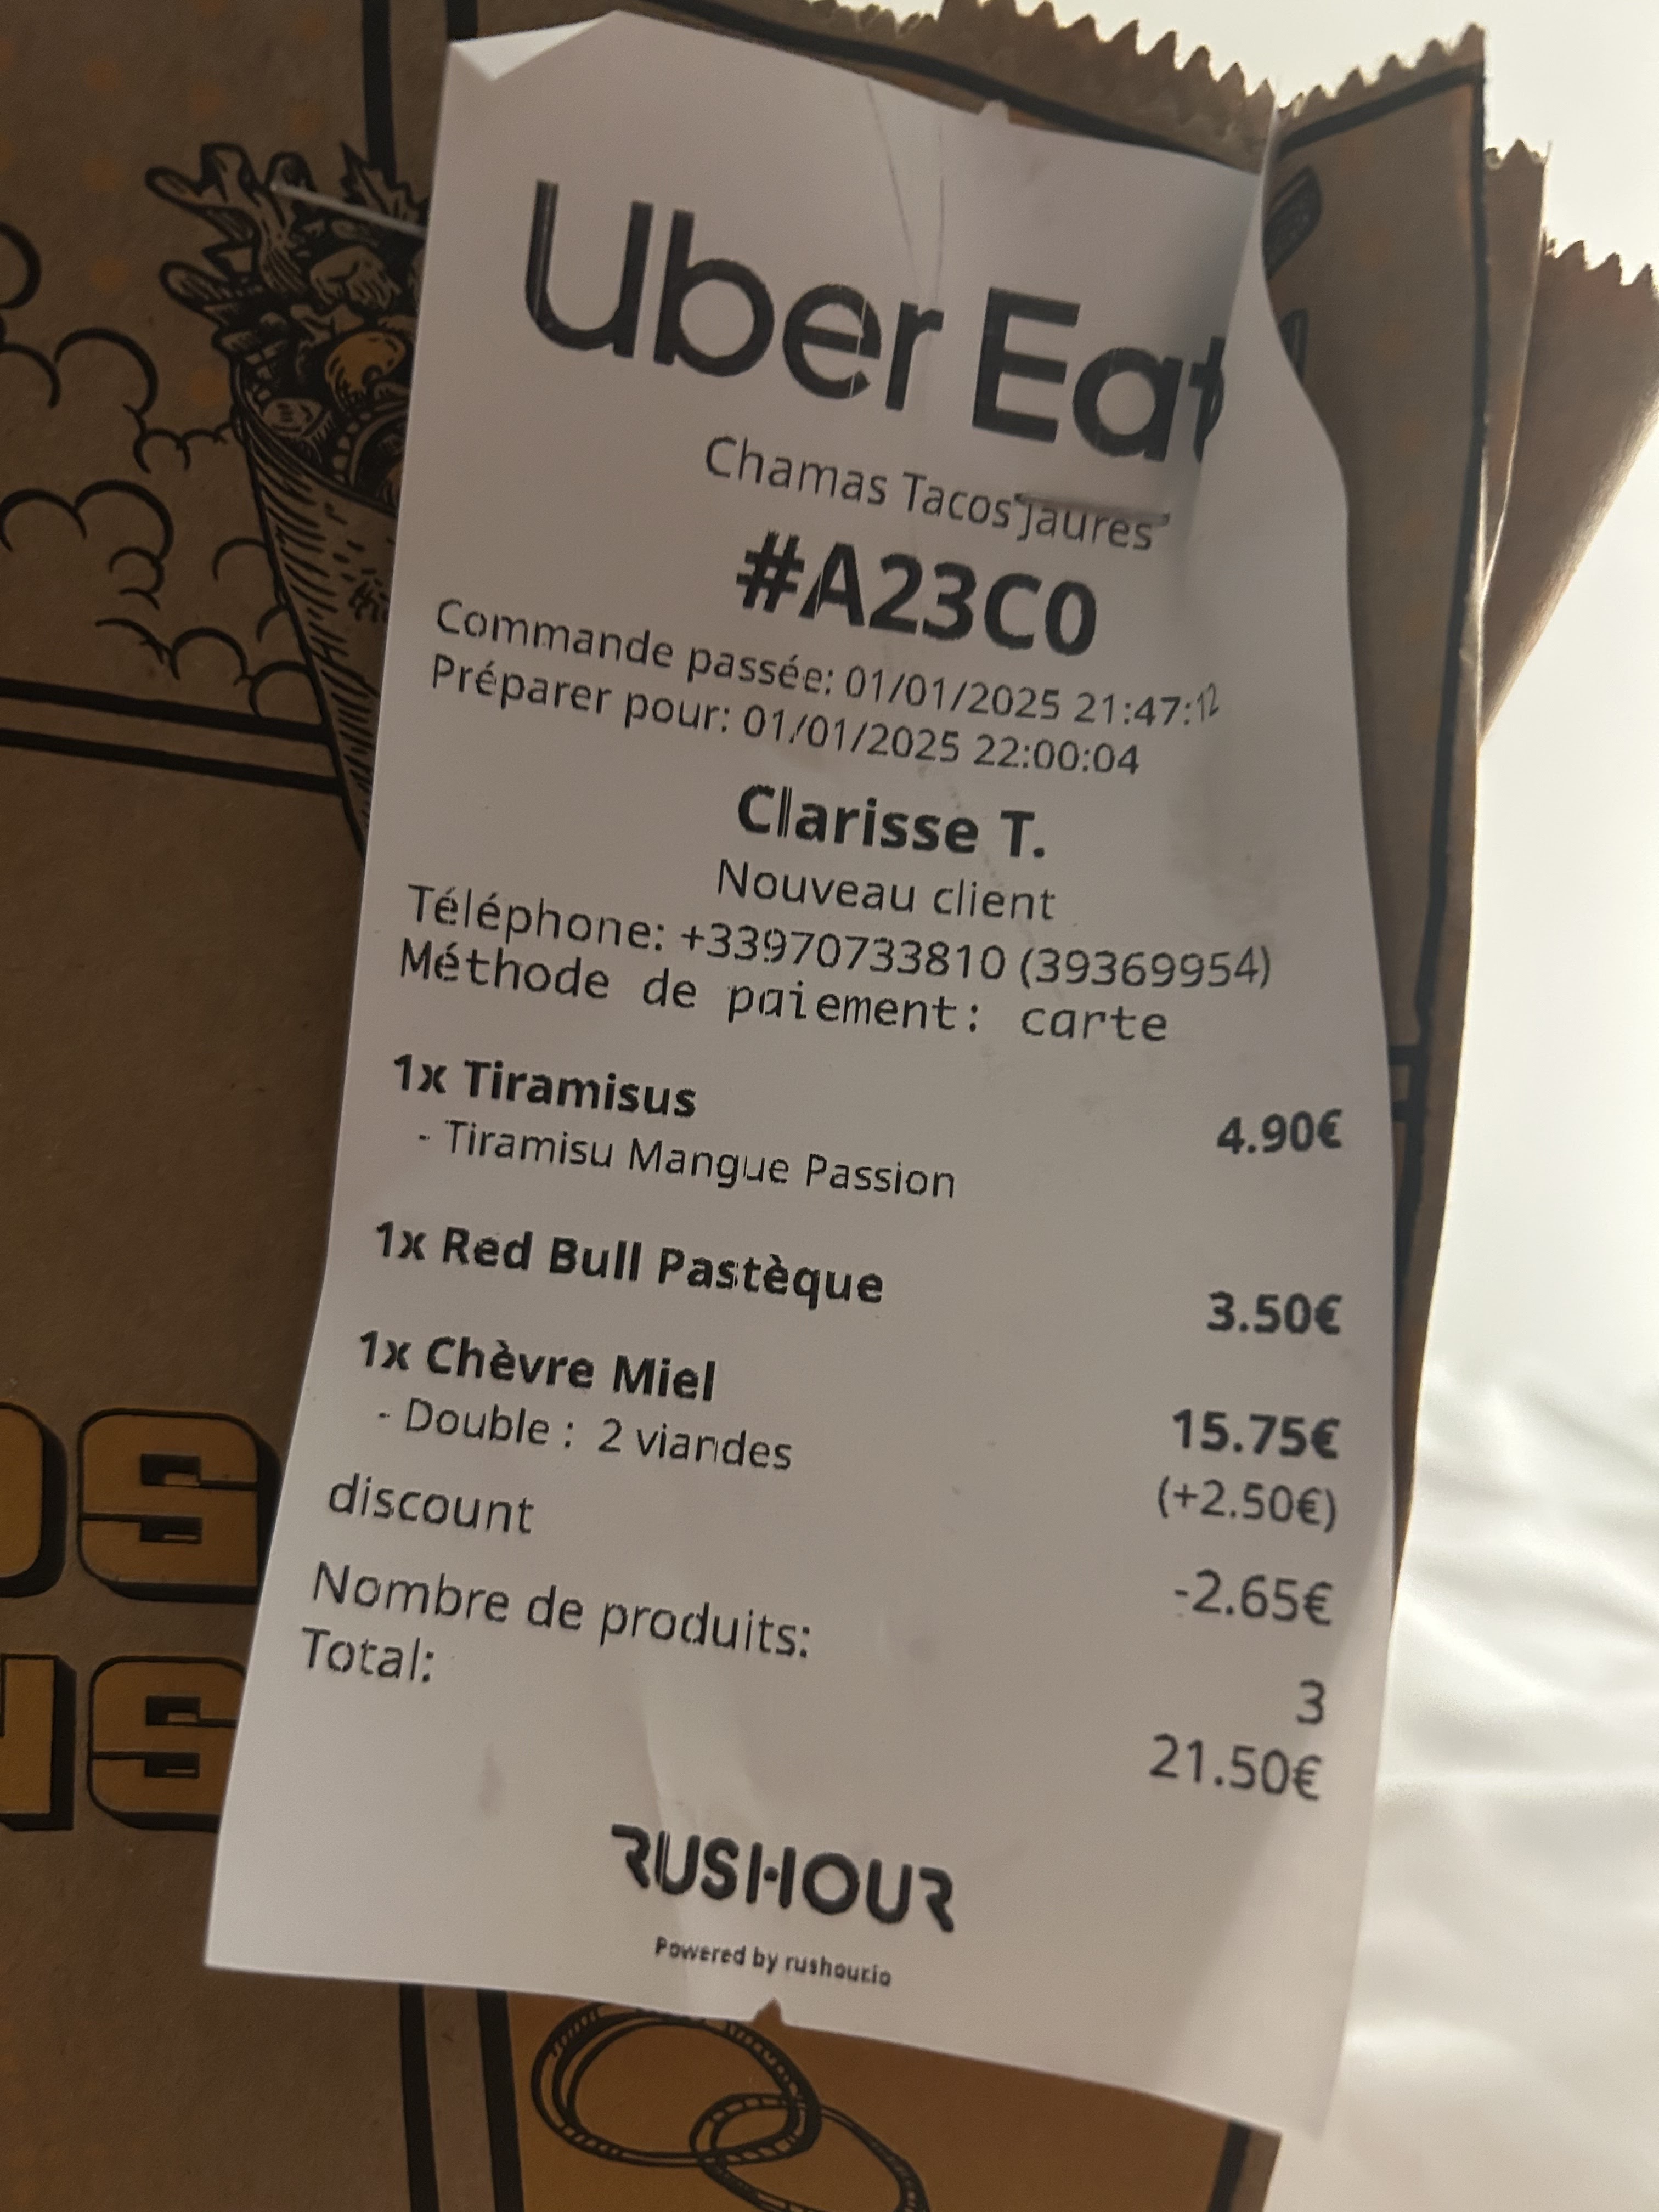 Uber Eat
Chamas Tacos "Jaures"
#A23C0
Commande passée: 01/01/2025 21:47:12
Préparer pour: 01/01/2025 22:00:04
Clarisse T.
Nouveau client
Téléphone: +33970733810 (39369954)
Méthode de paiement: carte
1x Tiramisus 4.90€
- Tiramisu Mangue Passion
1x Red Bull Pastèque 3.50€
1x Chèvre Miel 15.75€
- Double : 2 viandes (+2.50€)
discount -2.65€
Nombre de produits: 3
Total: 21.50€
RUSHOUR
Powered by rushour.io